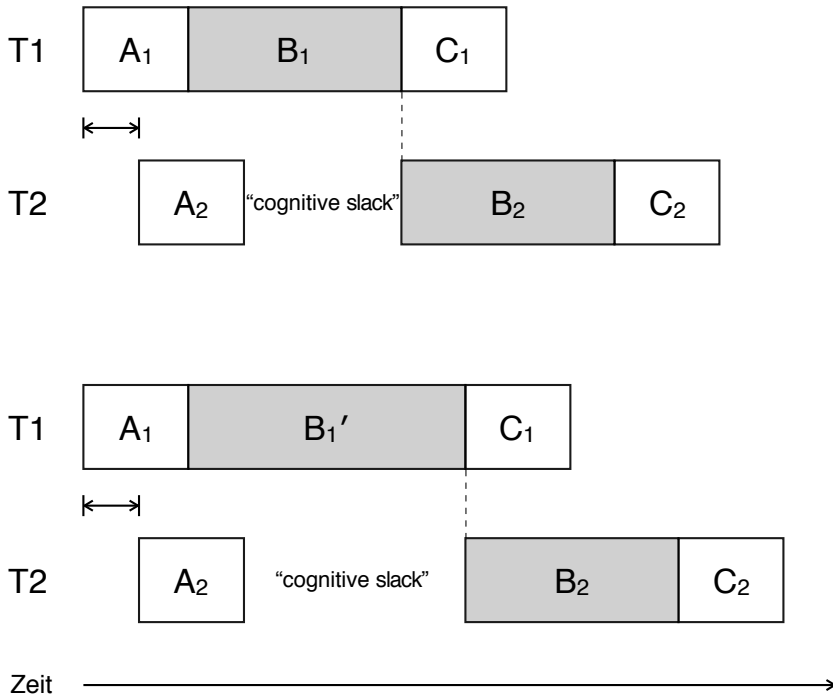 T1 A₁ B₁ C₁
T2 A₂ “cognitive slack” B₂ C₂
T1 A₁ B₁′ C₁
T2 A₂ “cognitive slack” B₂ C₂
Zeit